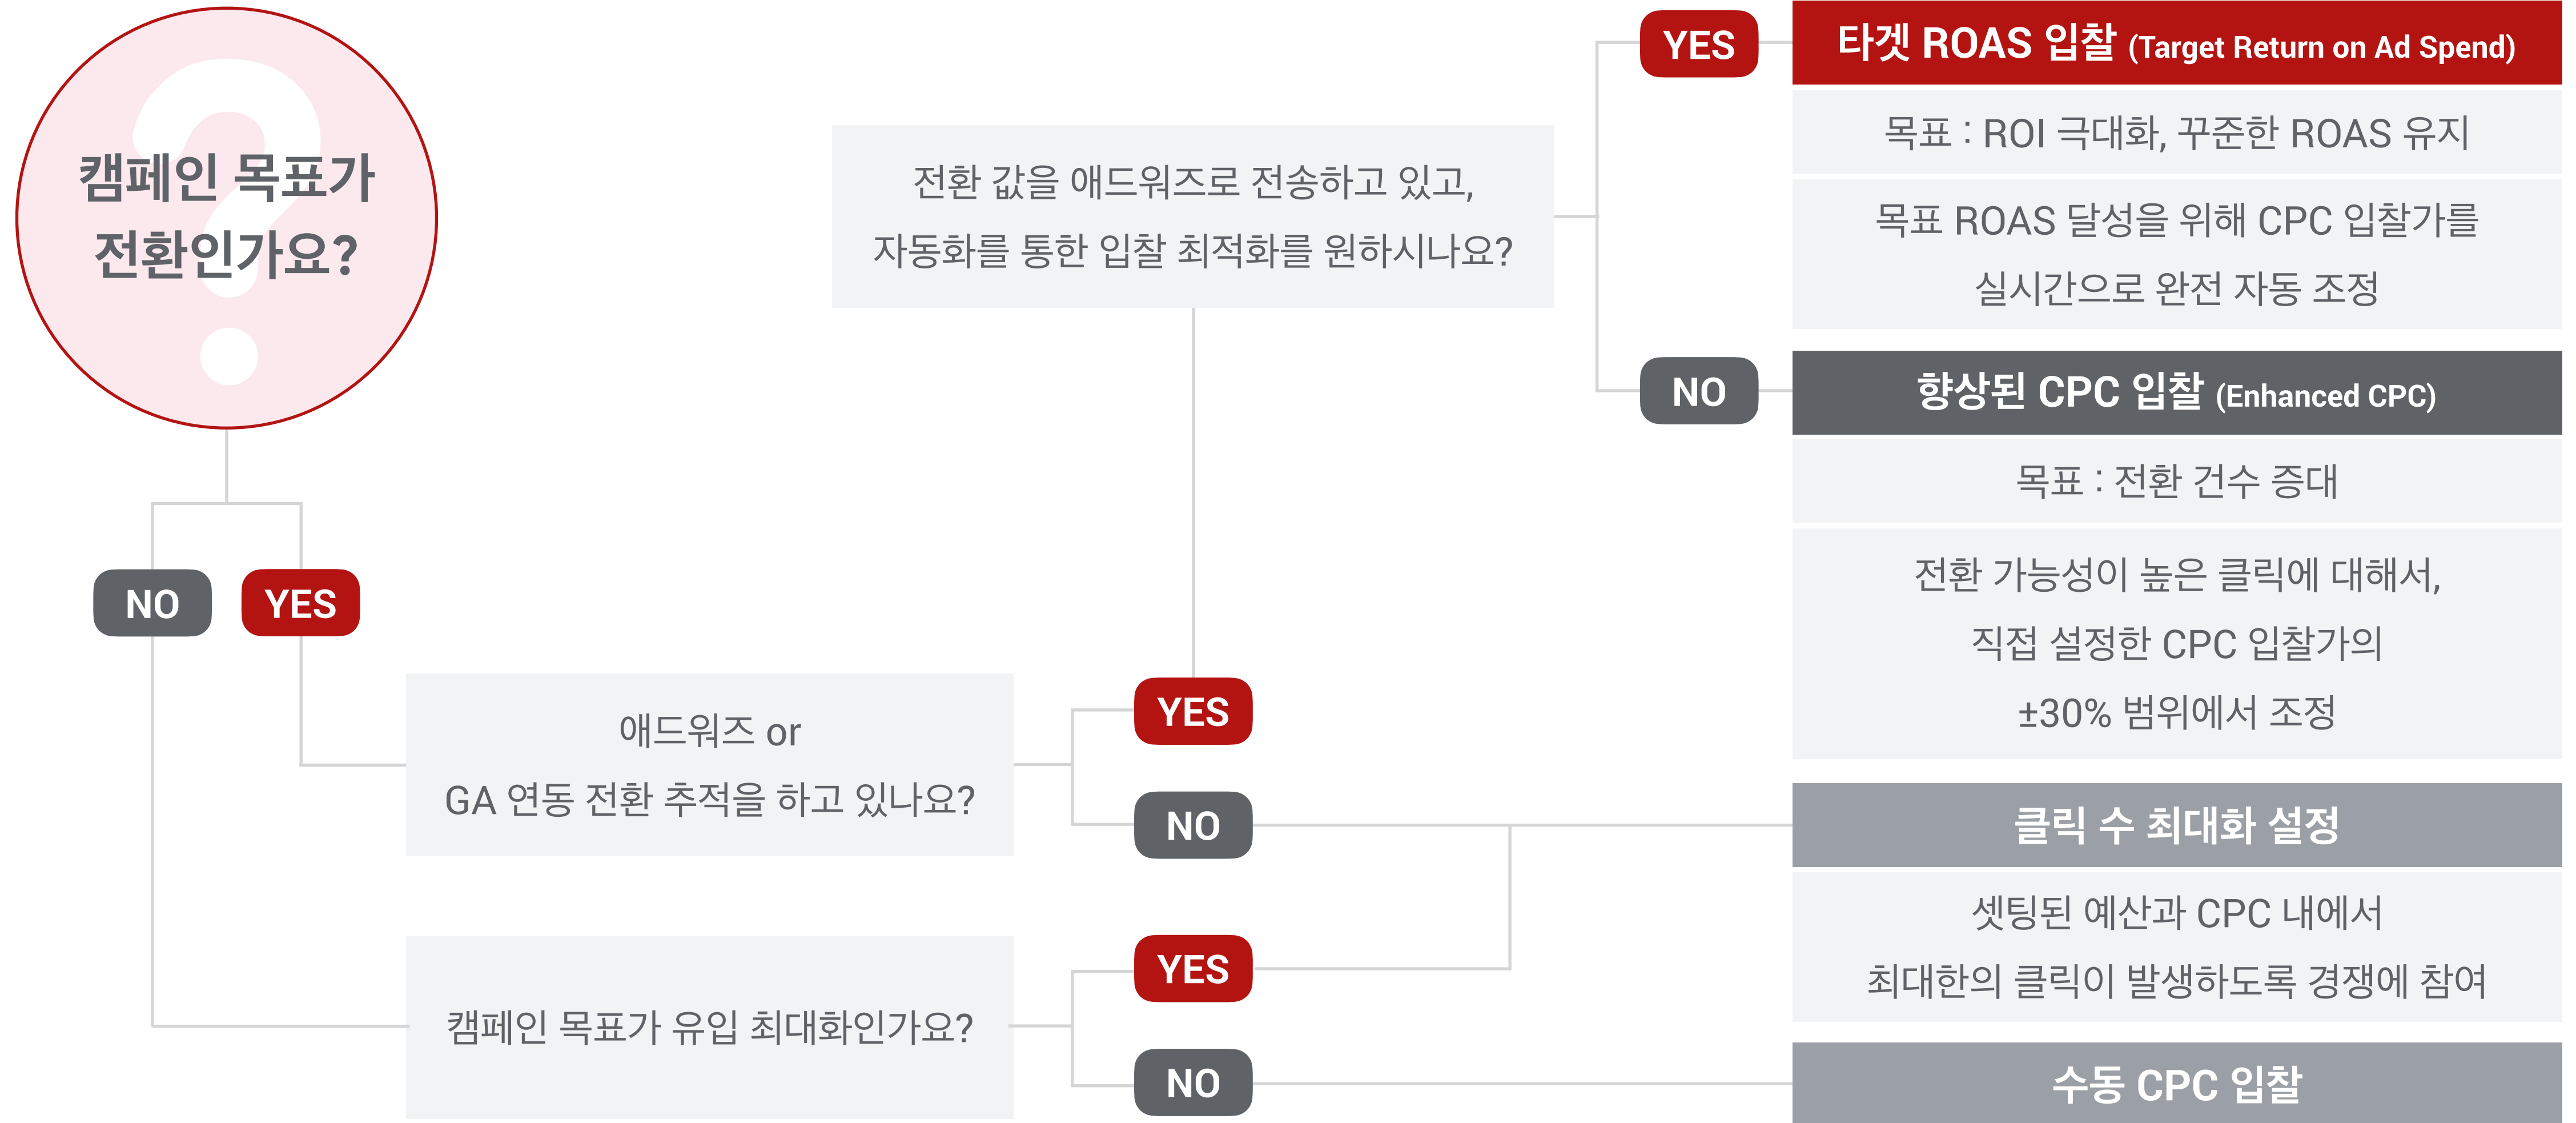 캠페인 목표가
전환인가요?
NO
YES
애드워즈 or
GA 연동 전환 추적을 하고 있나요?
YES
NO
캠페인 목표가 유입 최대화인가요?
YES
NO
전환 값을 애드워즈로 전송하고 있고,
자동화를 통한 입찰 최적화를 원하시나요?
YES
NO
타겟 ROAS 입찰 (Target Return on Ad Spend)
목표 : ROI 극대화, 꾸준한 ROAS 유지
목표 ROAS 달성을 위해 CPC 입찰가를
실시간으로 완전 자동 조정
향상된 CPC 입찰 (Enhanced CPC)
목표 : 전환 건수 증대
전환 가능성이 높은 클릭에 대해서,
직접 설정한 CPC 입찰가의
±30% 범위에서 조정
클릭 수 최대화 설정
셋팅된 예산과 CPC 내에서
최대한의 클릭이 발생하도록 경쟁에 참여
수동 CPC 입찰